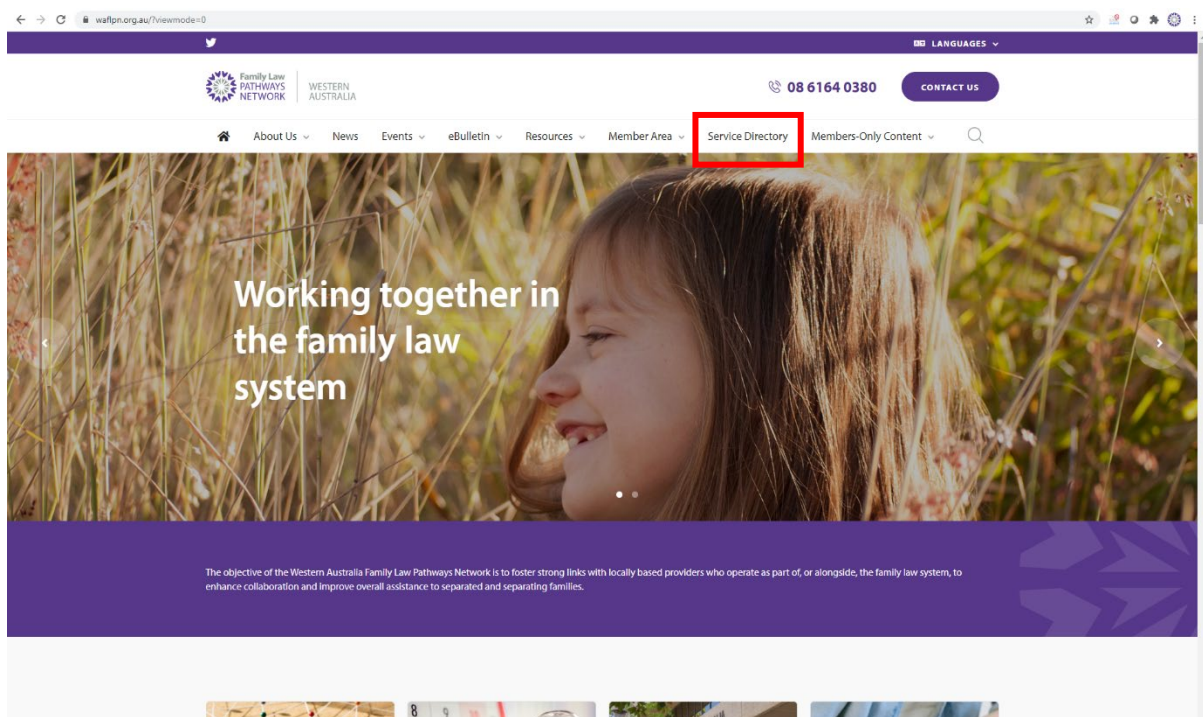 waflpn.org.au/?viewmode=0
LANGUAGES
Family Law
PATHWAYS
NETWORK
WESTERN
AUSTRALIA
08 6164 0380
CONTACT US
About Us
News
Events
eBulletin
Resources
Member Area
Service Directory
Members-Only Content
Working together in
the family law
system
The objective of the Western Australia Family Law Pathways Network is to foster strong links with locally based providers who operate as part of, or alongside, the family law system, to
enhance collaboration and improve overall assistance to separated and separating families.
8
9